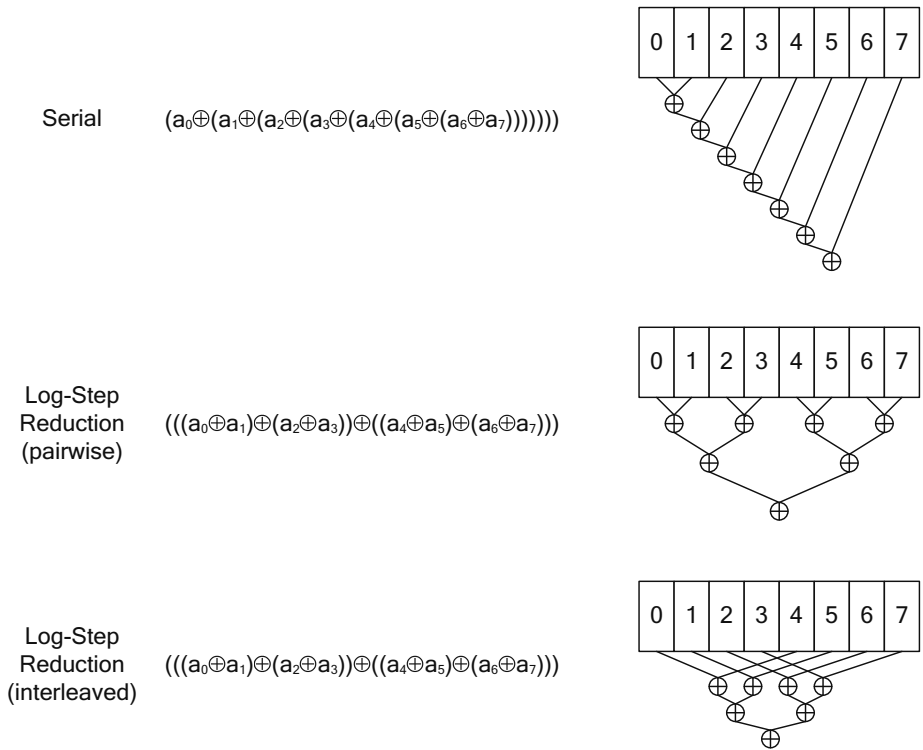 0 1 2 3 4 5 6 7
Serial
(a₀⊕(a₁⊕(a₂⊕(a₃⊕(a₄⊕(a₅⊕(a₆⊕a₇)))))))
0 1 2 3 4 5 6 7
Log-Step
Reduction
(pairwise)
(((a₀⊕a₁)⊕(a₂⊕a₃))⊕((a₄⊕a₅)⊕(a₆⊕a₇)))
0 1 2 3 4 5 6 7
Log-Step
Reduction
(interleaved)
(((a₀⊕a₁)⊕(a₂⊕a₃))⊕((a₄⊕a₅)⊕(a₆⊕a₇)))